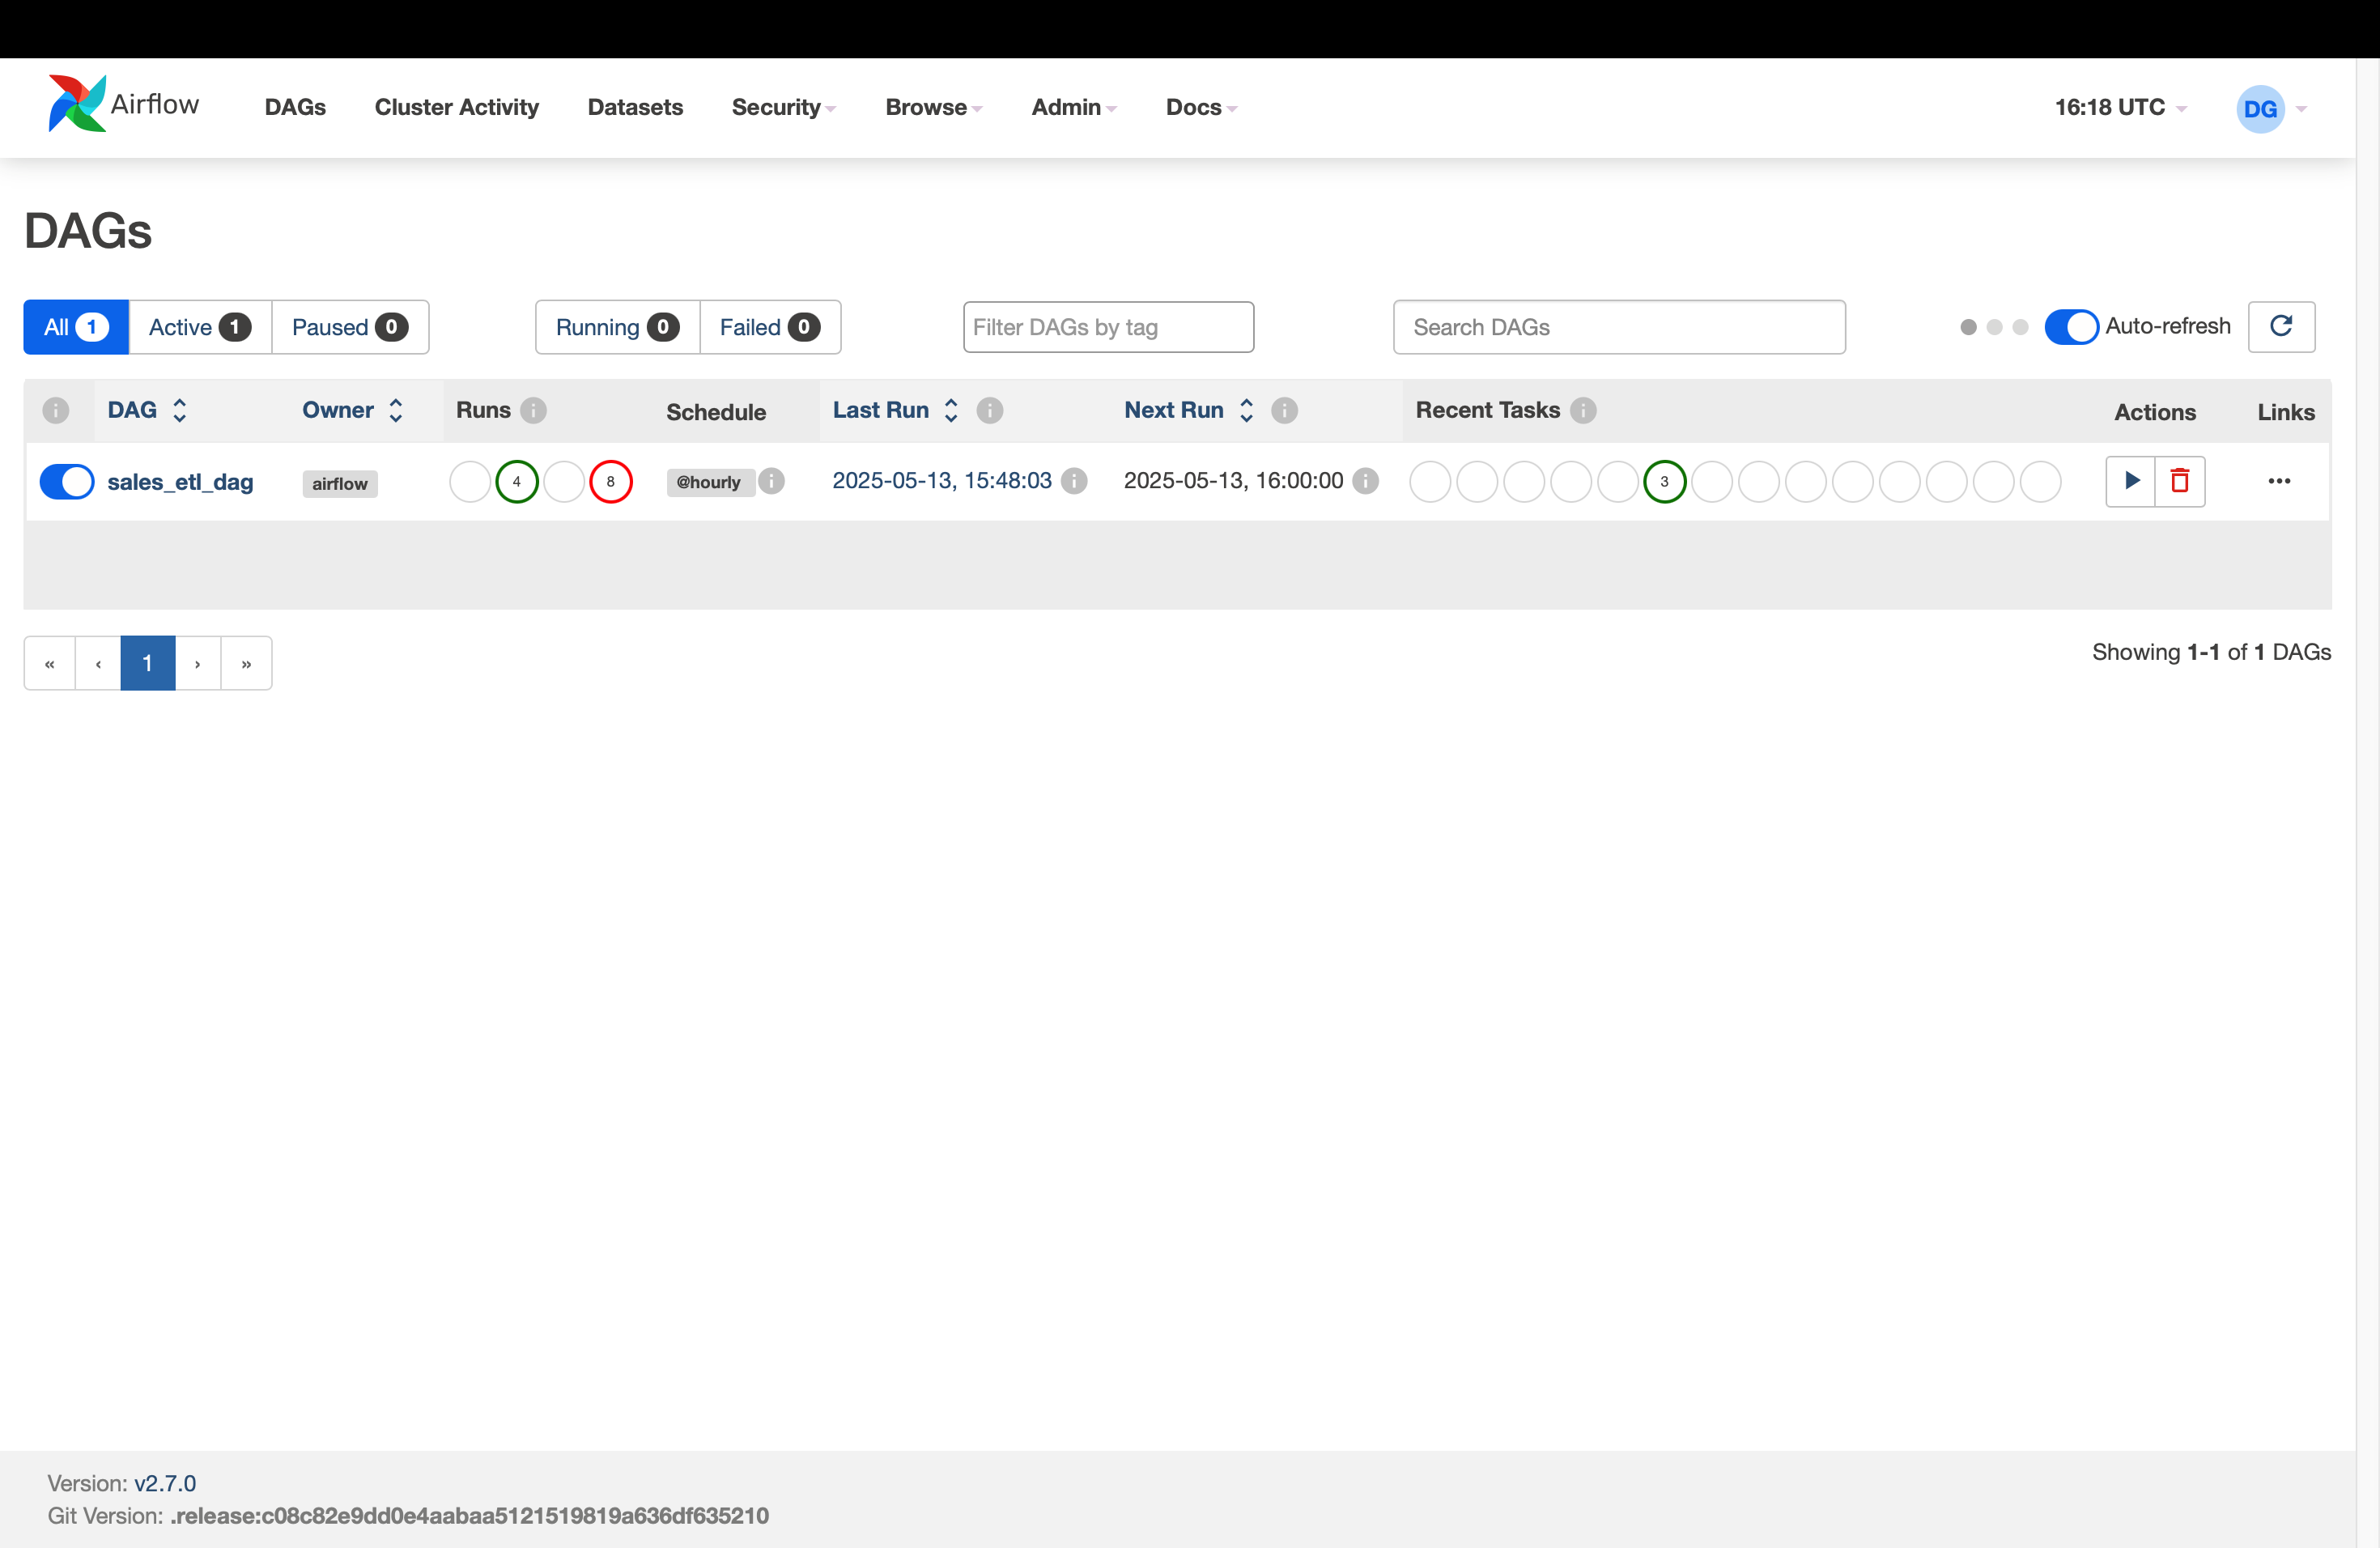 Airflow DAGs Cluster Activity Datasets Security Browse Admin Docs 16:18 UTC DG
DAGs
All 1 Active 1 Paused 0 Running 0 Failed 0 Filter DAGs by tag Search DAGs Auto-refresh
i DAG Owner Runs i Schedule Last Run i Next Run i Recent Tasks i Actions Links
sales_etl_dag airflow 4 8 @hourly i 2025-05-13, 15:48:03 i 2025-05-13, 16:00:00 i 3 ...
« ‹ 1 › » Showing 1-1 of 1 DAGs
Version: v2.7.0
Git Version: .release:c08c82e9dd0e4aabaa5121519819a636df635210